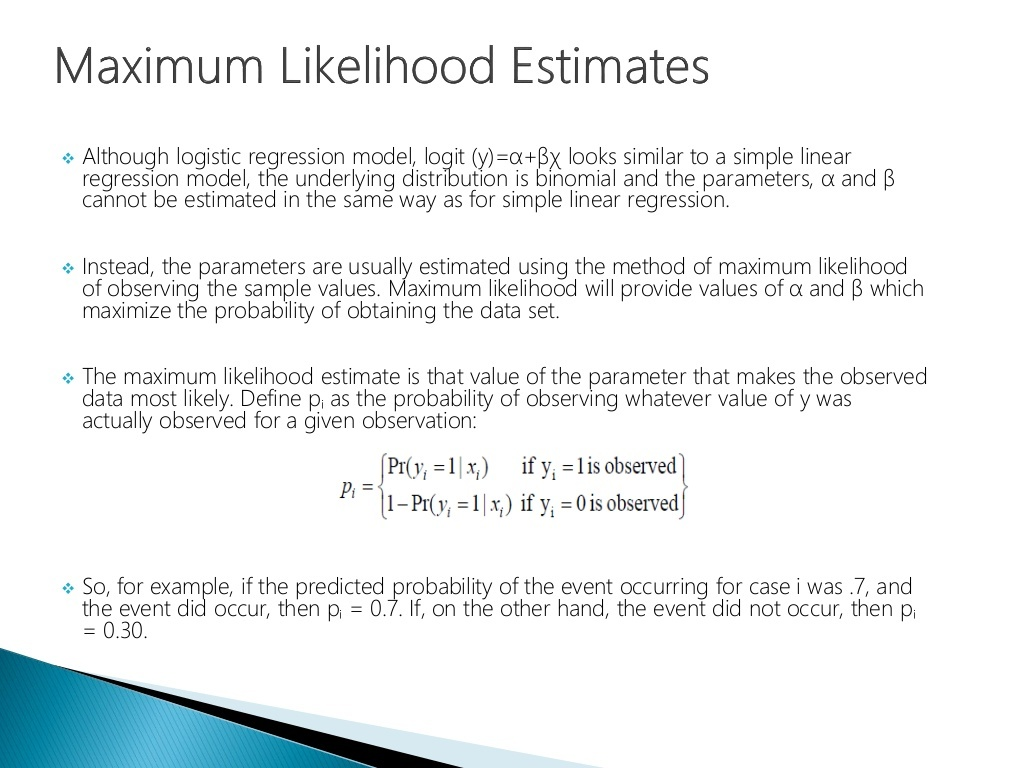 Maximum Likelihood Estimates
❖ Although logistic regression model, logit (y)=α+βχ looks similar to a simple linear
regression model, the underlying distribution is binomial and the parameters, α and β
cannot be estimated in the same way as for simple linear regression.
❖ Instead, the parameters are usually estimated using the method of maximum likelihood
of observing the sample values. Maximum likelihood will provide values of α and β which
maximize the probability of obtaining the data set.
❖ The maximum likelihood estimate is that value of the parameter that makes the observed
data most likely. Define pᵢ as the probability of observing whatever value of y was
actually observed for a given observation:
pᵢ = {Pr(yᵢ =1| xᵢ) if yᵢ =1 is observed}
{1−Pr(yᵢ =1| xᵢ) if yᵢ = 0 is observed}
❖ So, for example, if the predicted probability of the event occurring for case i was .7, and
the event did occur, then pᵢ = 0.7. If, on the other hand, the event did not occur, then pᵢ
= 0.30.